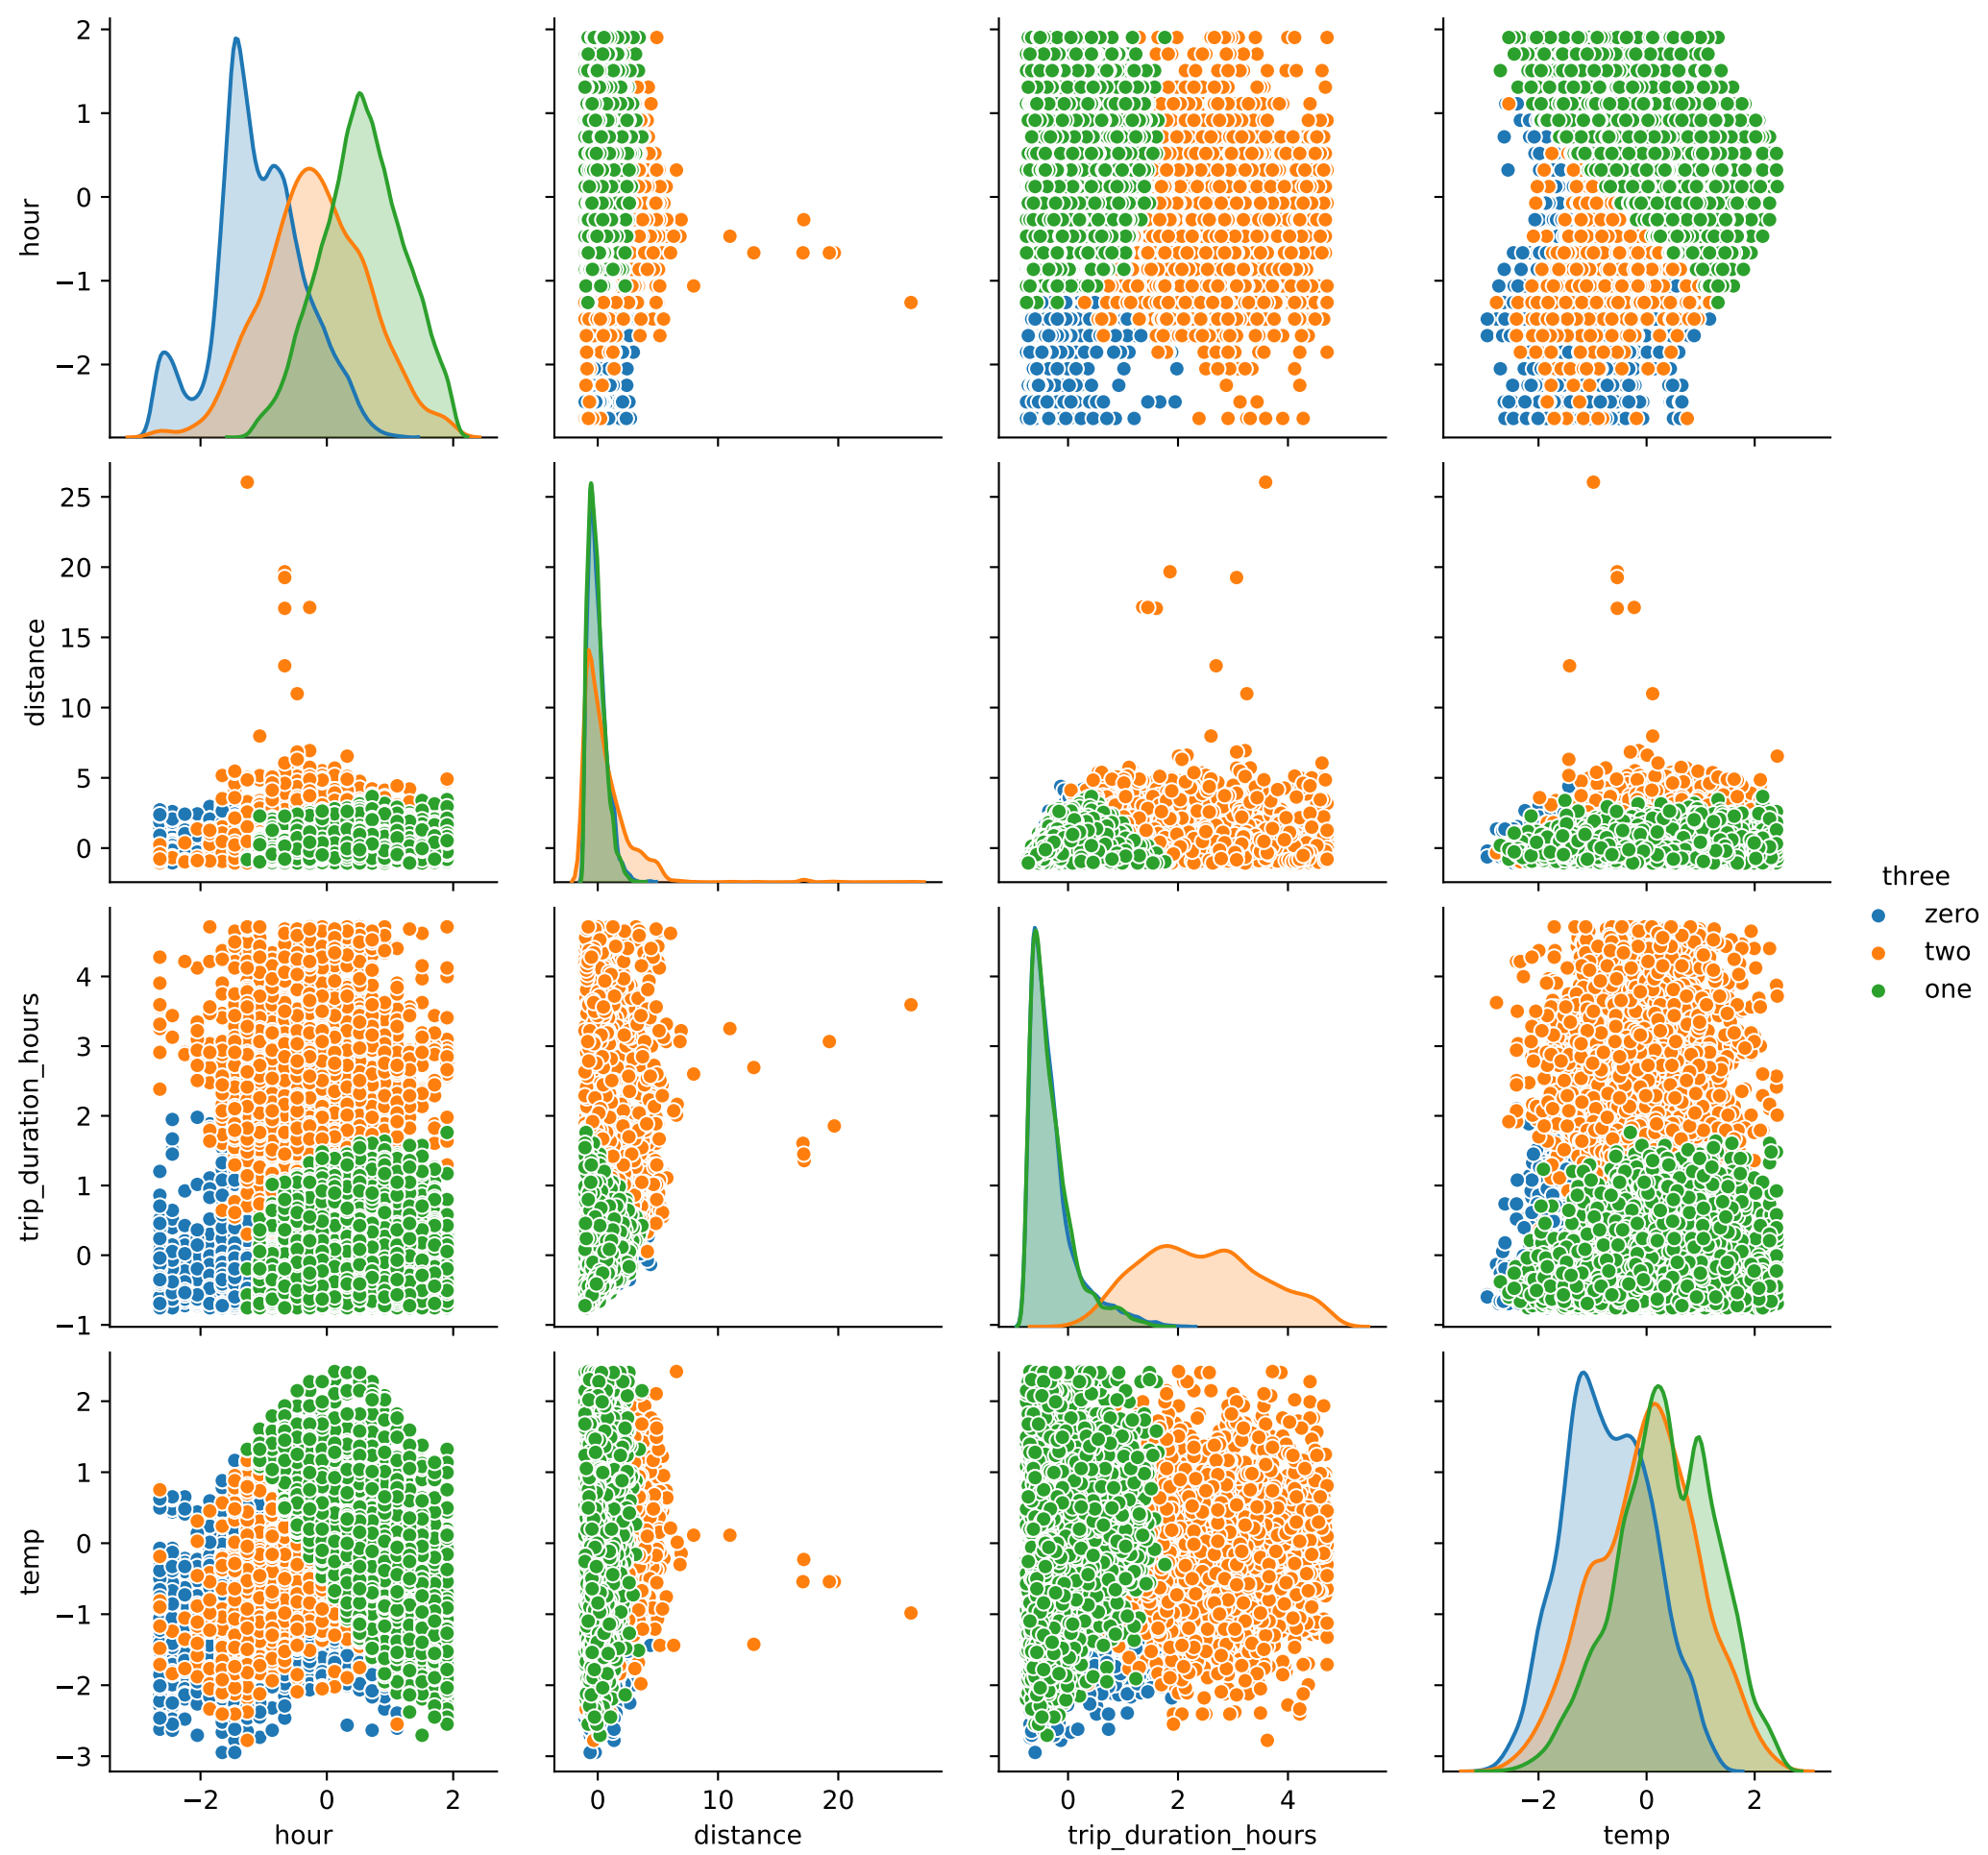 2
1
0
−1
−2
hour
25
20
15
10
5
0
distance
4
3
2
1
0
−1
trip_duration_hours
2
1
0
−1
−2
−3
temp
−2 0 2
hour
0 10 20
distance
0 2 4
trip_duration_hours
−2 0 2
temp
three
zero
two
one